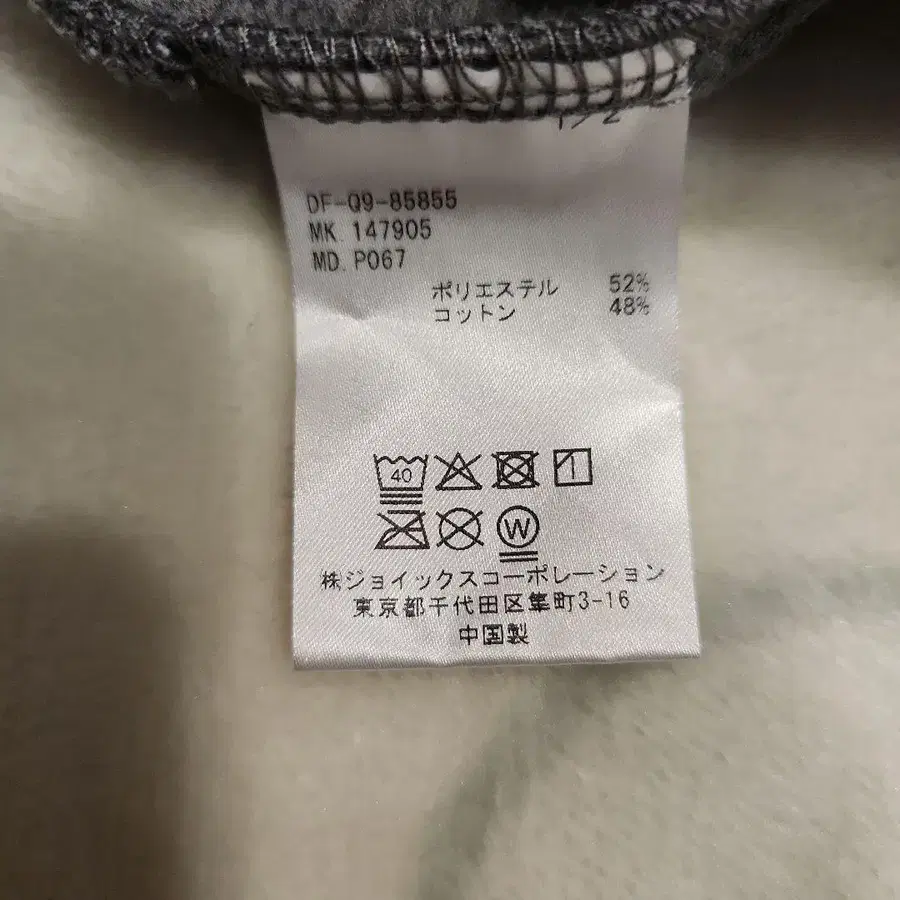 DF-Q9-85855
MK. 147905
MD. P067
ポリエステル 52%
コットン 48%
40
W
㈱ジョイックスコーポレーション
東京都千代田区隼町3-16
中国製